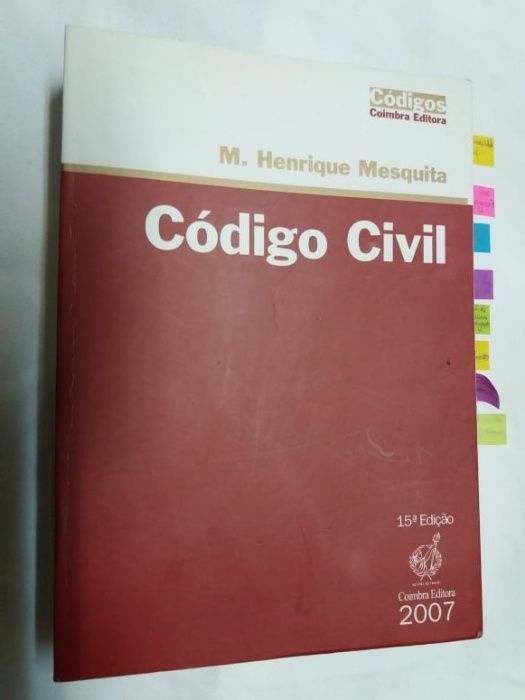 Códigos
Coimbra Editora
M. Henrique Mesquita
Código Civil
15ª Edição
Coimbra Editora
2007